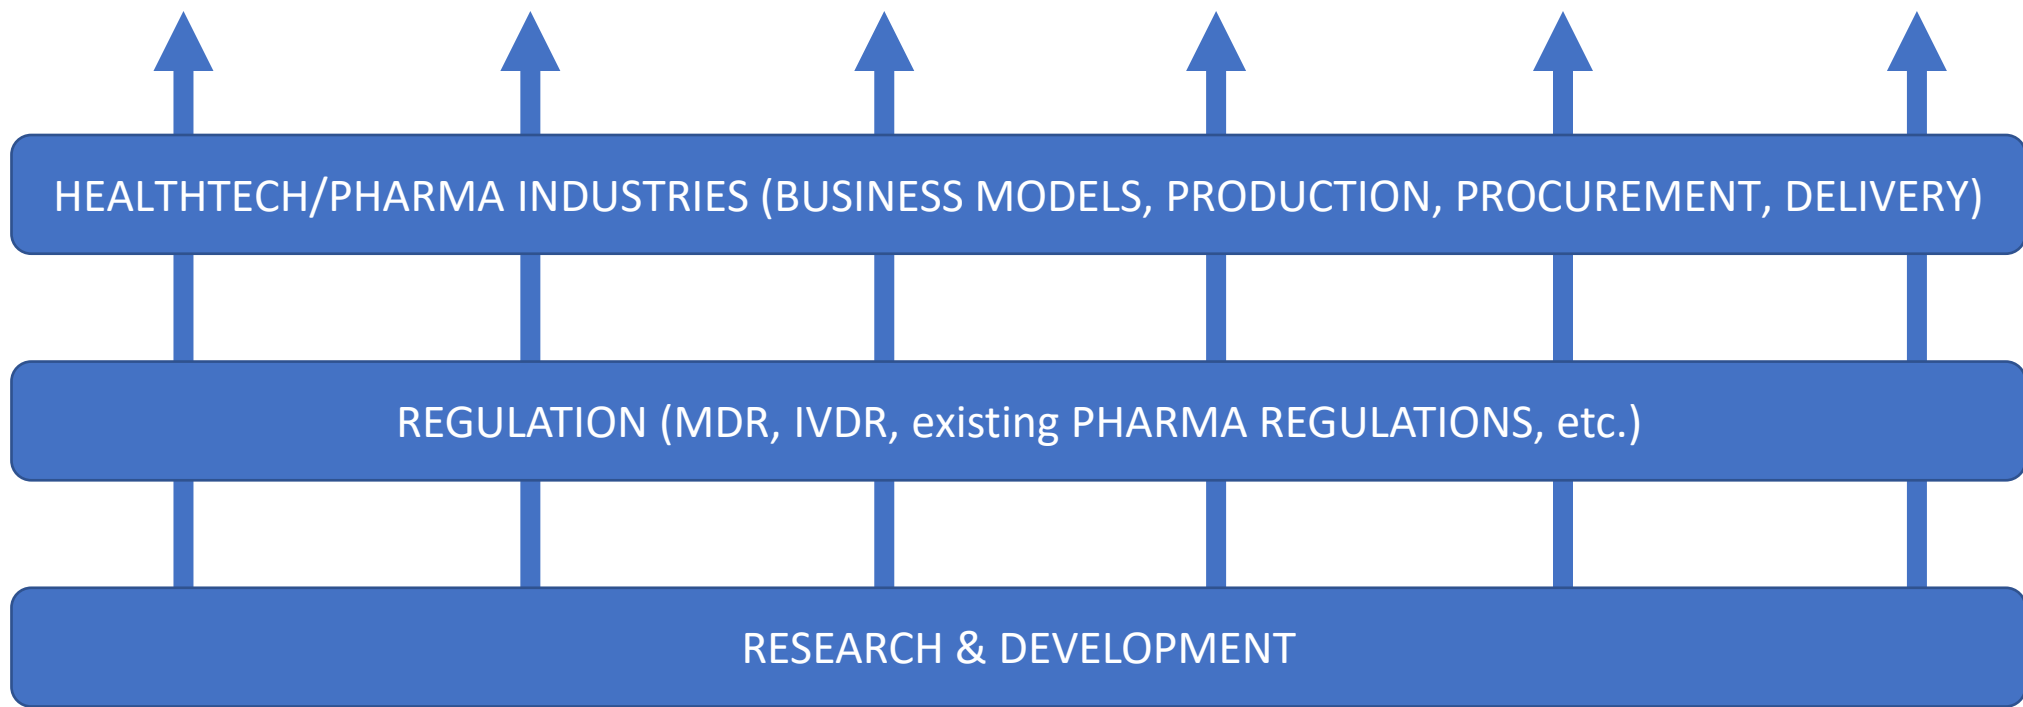 HEALTHTECH/PHARMA INDUSTRIES (BUSINESS MODELS, PRODUCTION, PROCUREMENT, DELIVERY)
REGULATION (MDR, IVDR, existing PHARMA REGULATIONS, etc.)
RESEARCH & DEVELOPMENT